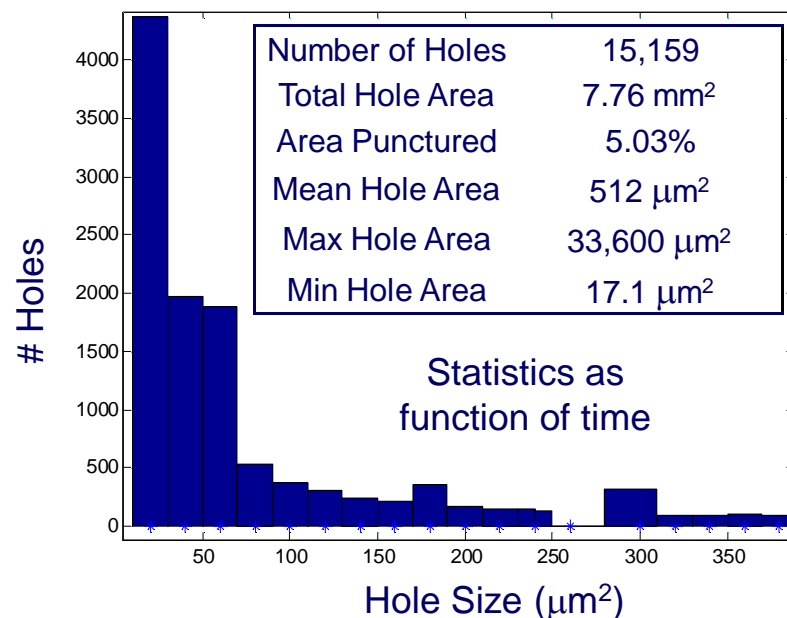 4000
3500
3000
2500
2000
1500
1000
500
0
# Holes
Number of Holes 15,159
Total Hole Area 7.76 mm²
Area Punctured 5.03%
Mean Hole Area 512 μm²
Max Hole Area 33,600 μm²
Min Hole Area 17.1 μm²
Statistics as
function of time
50 100 150 200 250 300 350
Hole Size (μm²)